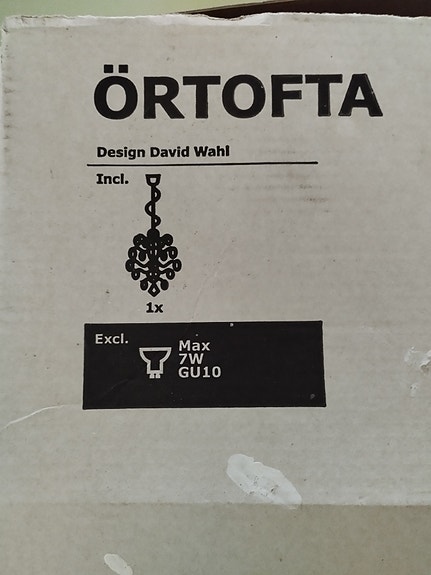 ÖRTOFTA
Design David Wahl
Incl.
1x
Excl.
Max
7W
GU10